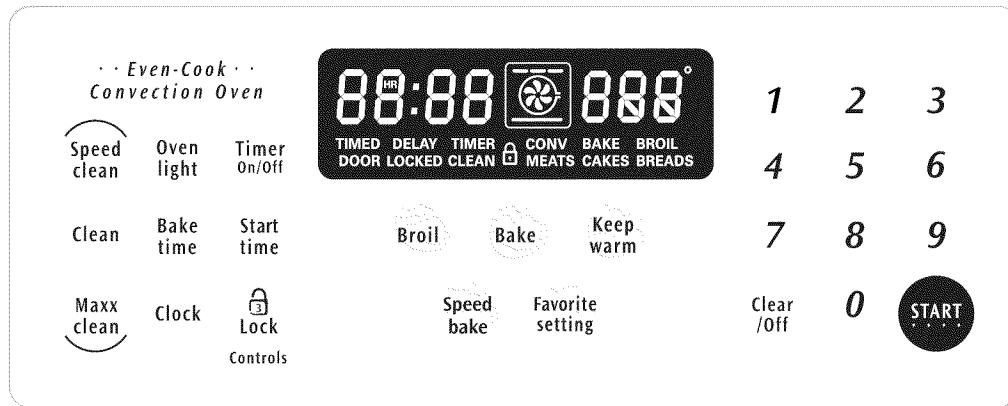 · · Even-Cook · ·
Convection Oven
Speed
clean
Oven
light
Timer
On/Off
Clean
Bake
time
Start
time
Maxx
clean
Clock
3
Lock
Controls
88:88
HR
888°
TIMED DELAY TIMER CONV BAKE BROIL
DOOR LOCKED CLEAN MEATS CAKES BREADS
Broil
Bake
Keep
warm
Speed
bake
Favorite
setting
1 2 3
4 5 6
7 8 9
Clear
/Off
0
START